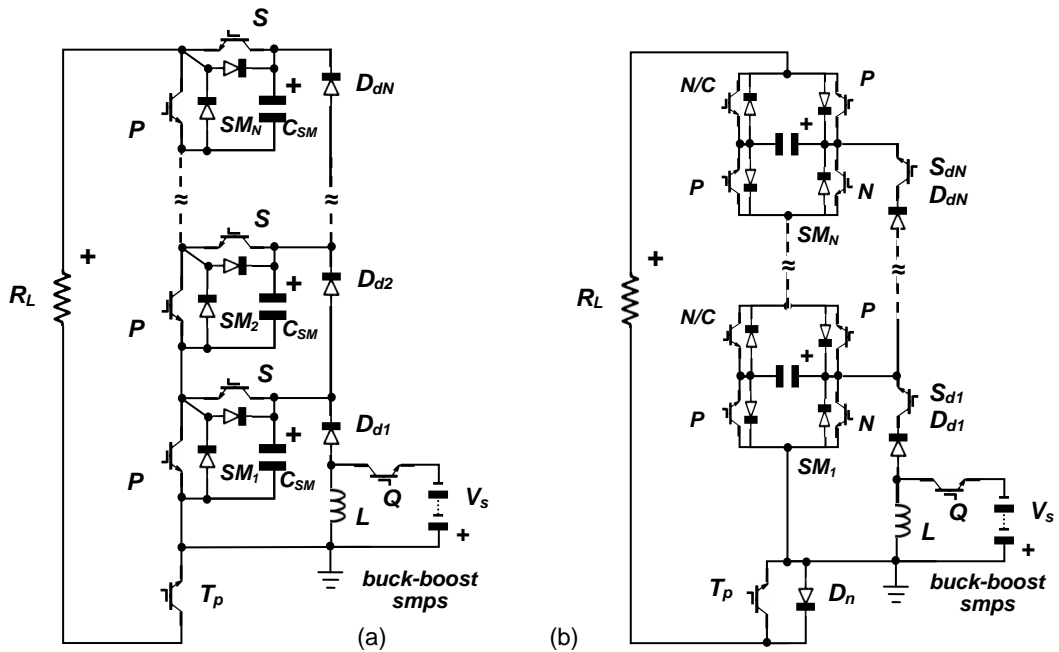 S
+
D_dN
SM_N
C_SM
P
≈
≈
S
+
+
D_d2
R_L
P
SM_2
C_SM
S
+
D_d1
P
SM_1
C_SM
L
Q
V_s
+
T_p
buck-boost
smps
(a)
N/C
P
+
S_dN
D_dN
P
N
SM_N
≈
≈
+
R_L
N/C
P
+
S_d1
D_d1
P
N
SM_1
L
Q
V_s
+
T_p
D_n
buck-boost
smps
(b)